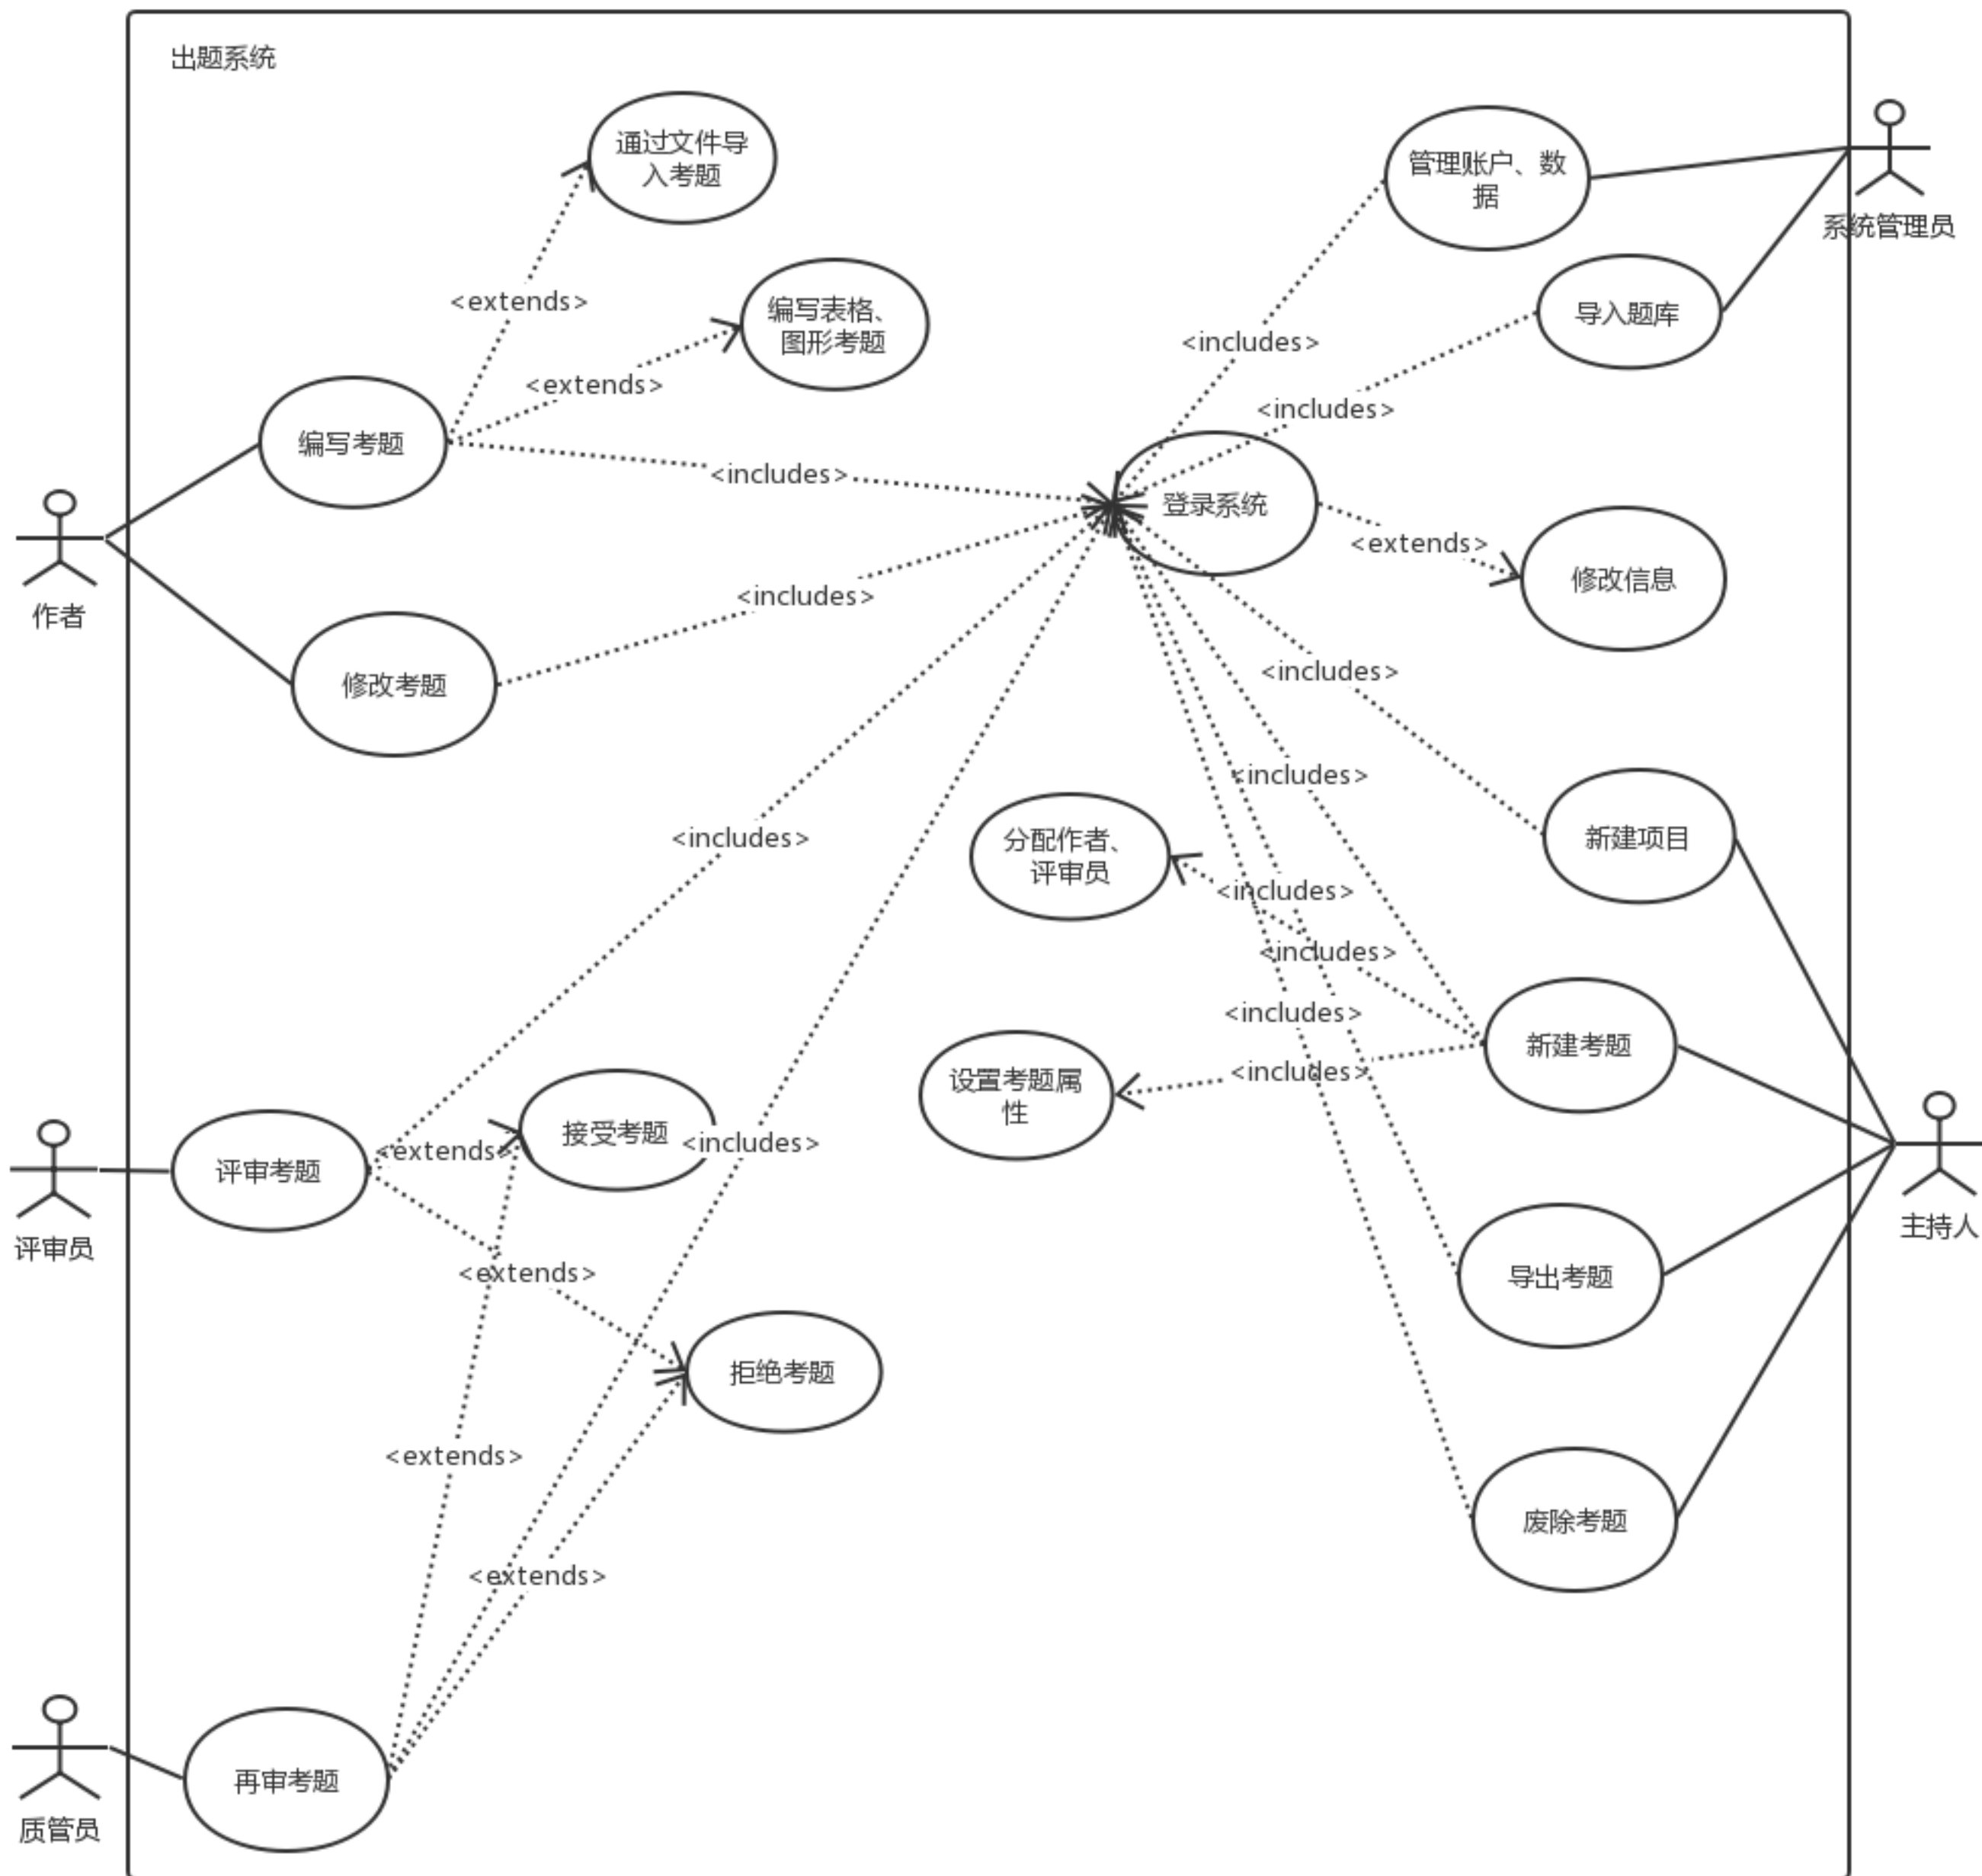 出题系统
通过文件导
入考题
管理账户、数
据
系统管理员
<extends>
编写表格、
图形考题
导入题库
<includes>
<extends>
<includes>
编写考题
<includes>
登录系统
<extends>
修改信息
作者
<includes>
修改考题
<includes>
<includes>
<includes>
分配作者、
评审员
新建项目
<includes>
<includes>
<includes>
新建考题
设置考题属
性
<includes>
接受考题
<includes>
<extends>
评审考题
评审员
主持人
<extends>
导出考题
拒绝考题
<extends>
废除考题
<extends>
再审考题
质管员